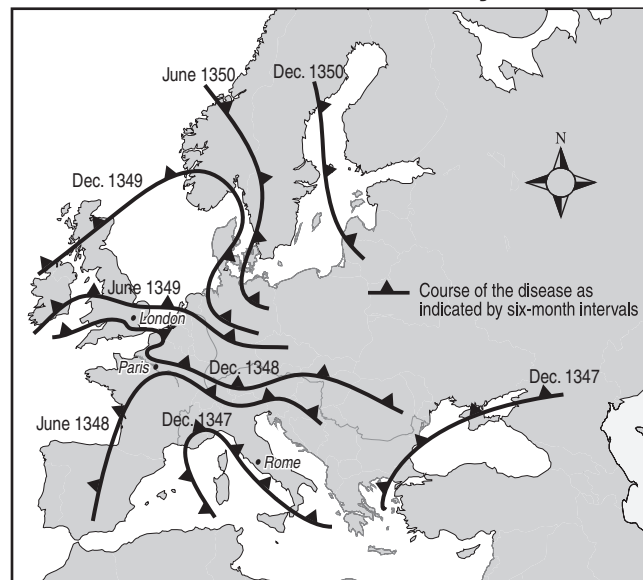 June 1350
Dec. 1350
N
Dec. 1349
June 1349
London
Course of the disease as
indicated by six-month intervals
Paris
Dec. 1348
Dec. 1347
June 1348
Dec. 1347
Rome